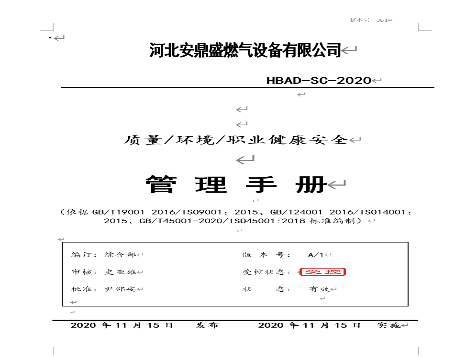 河北安鼎盛燃气设备有限公司
HBAD-SC-2020
质量/环境/职业健康安全
管理手册
(依据 GB/T19001 2016/ISO9001: 2015、GB/T24001 2016/ISO14001:
2015、GB/T45001-2020/ISO45001:2018 标准编制)
编订: 综合部 版本号: A/1
审核: 受控状态: 受控
批准: 状态: 有效
2020 年 11 月 15 日 发布 2020 年 11 月 15 日 实施